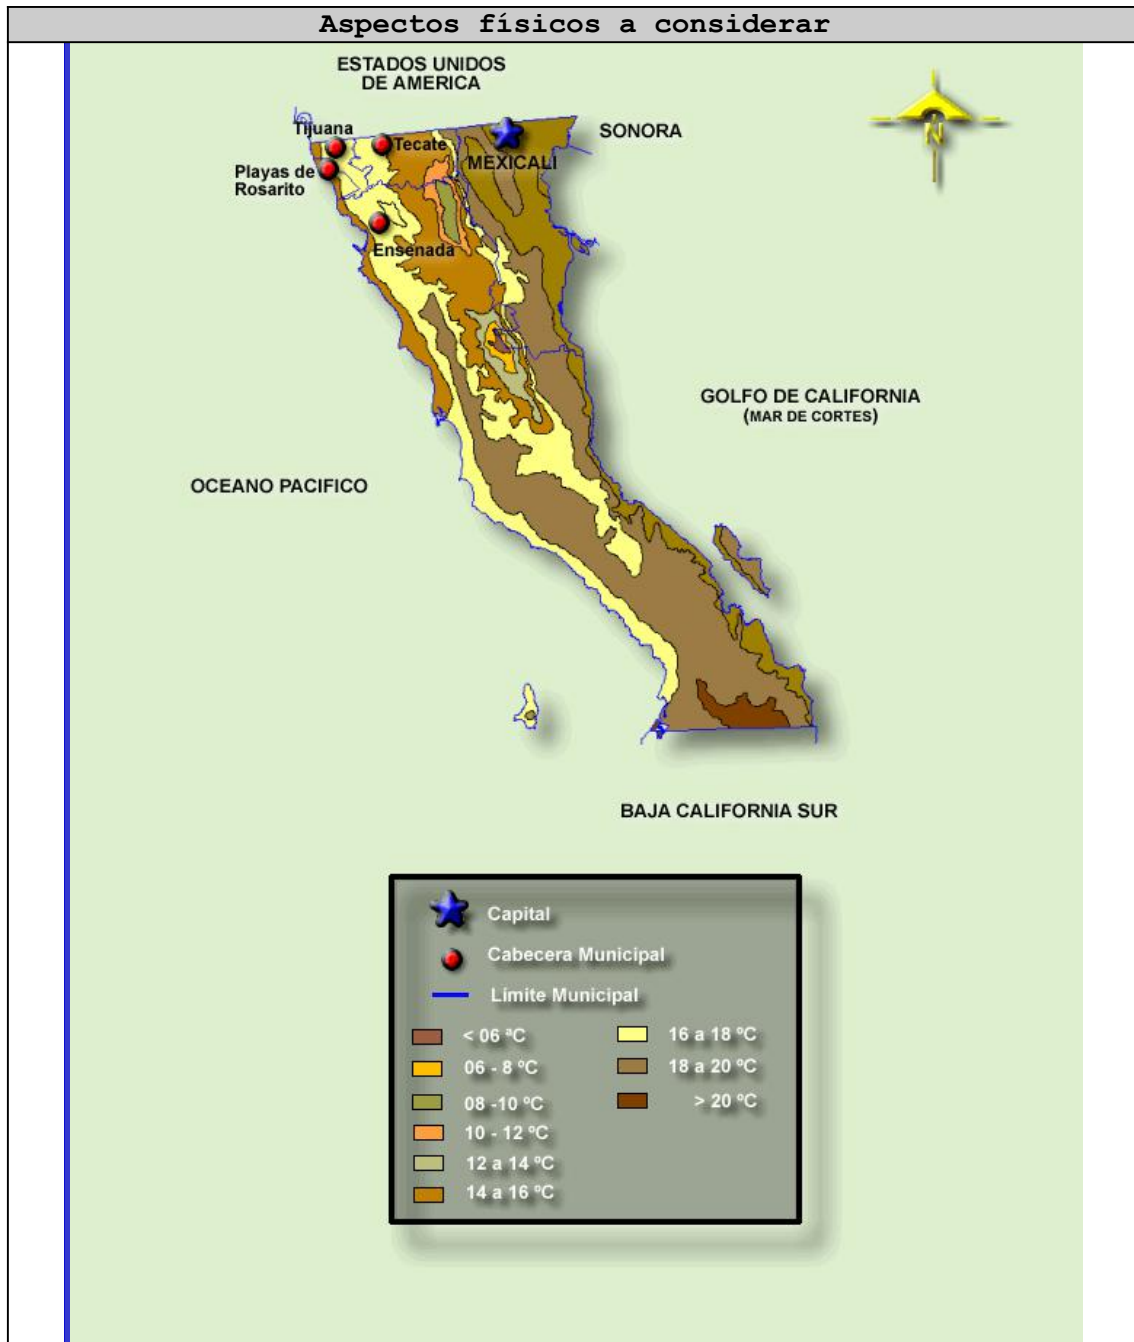 Aspectos físicos a considerar
ESTADOS UNIDOS
DE AMERICA
SONORA
Tijuana
Tecate
MEXICALI
Playas de
Rosarito
N
Ensenada
GOLFO DE CALIFORNIA
(MAR DE CORTES)
OCEANO PACIFICO
BAJA CALIFORNIA SUR
Capital
Cabecera Municipal
Límite Municipal
< 06 ªC
16 a 18 ºC
06 - 8 ºC
18 a 20 ºC
08 -10 ºC
> 20 ºC
10 - 12 ºC
12 a 14 ºC
14 a 16 ºC